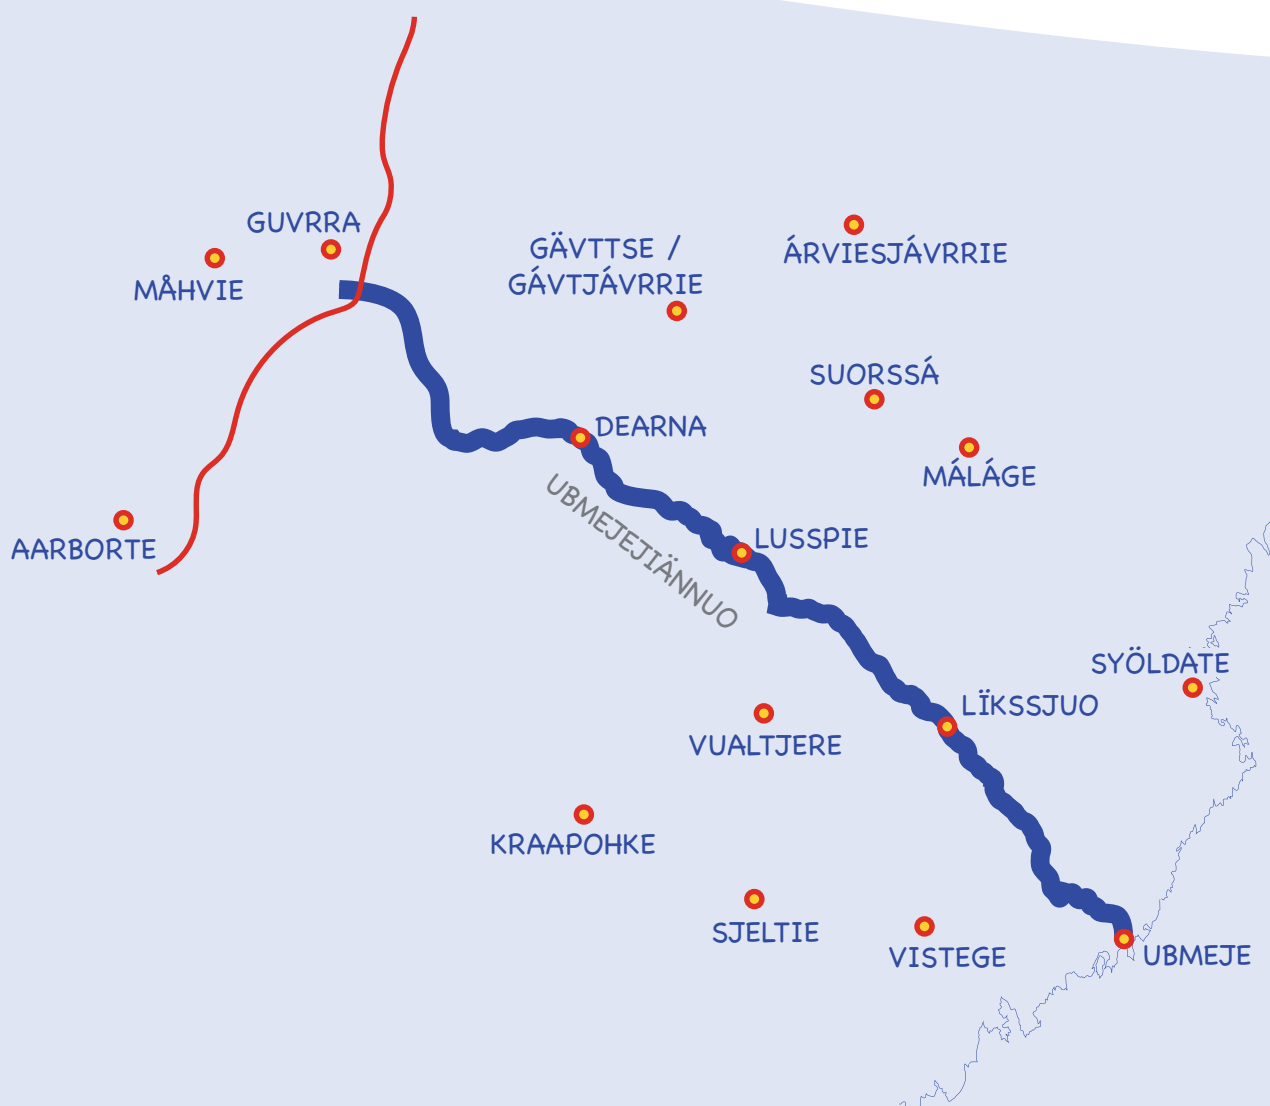 GUVRRA
MÅHVIE
GÄVTTSE /
GÁVTJÁVRRIE
ÁRVIESJÁVRRIE
SUORSSÁ
MÁLÁGE
DEARNA
UBMEJEJIÄNNUO
LUSSPIE
AARBORTE
SYÖLDATE
LÏKSSJUO
VUALTJERE
KRAAPOHKE
SJELTIE
VISTEGE
UBMEJE